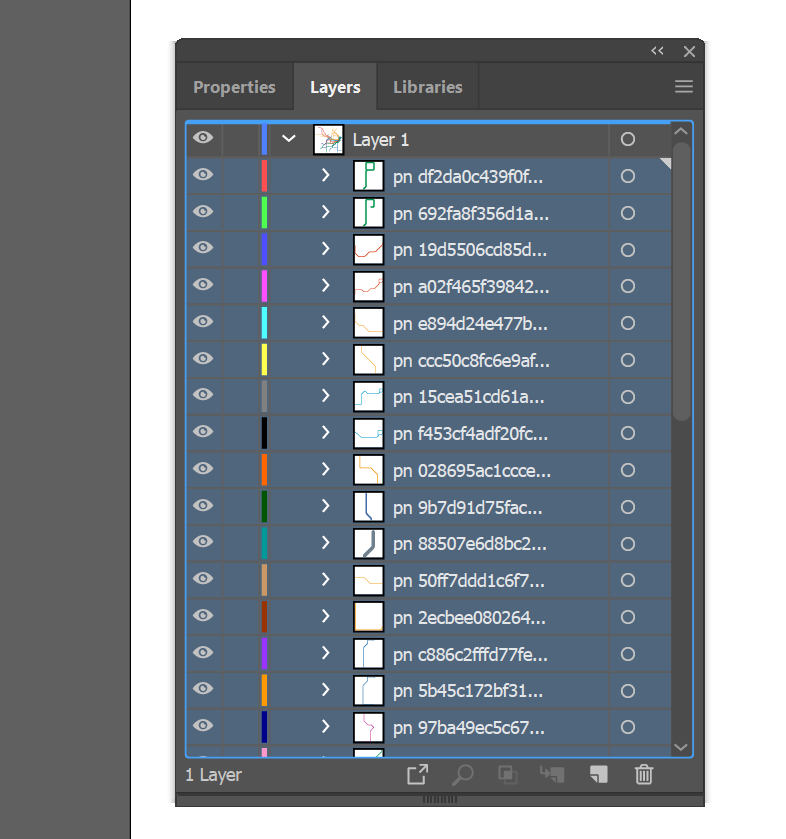 Properties
Layers
Libraries
Layer 1
pn df2da0c439f0f...
pn 692fa8f356d1a...
pn 19d5506cd85d...
pn a02f465f39842...
pn e894d24e477b...
pn ccc50c8fc6e9af...
pn 15cea51cd61a...
pn f453cf4adf20fc...
pn 028695ac1ccce...
pn 9b7d91d75fac...
pn 88507e6d8bc2...
pn 50ff7ddd1c6f7...
pn 2ecbee080264...
pn c886c2fffd77fe...
pn 5b45c172bf31...
pn 97ba49ec5c67...
1 Layer